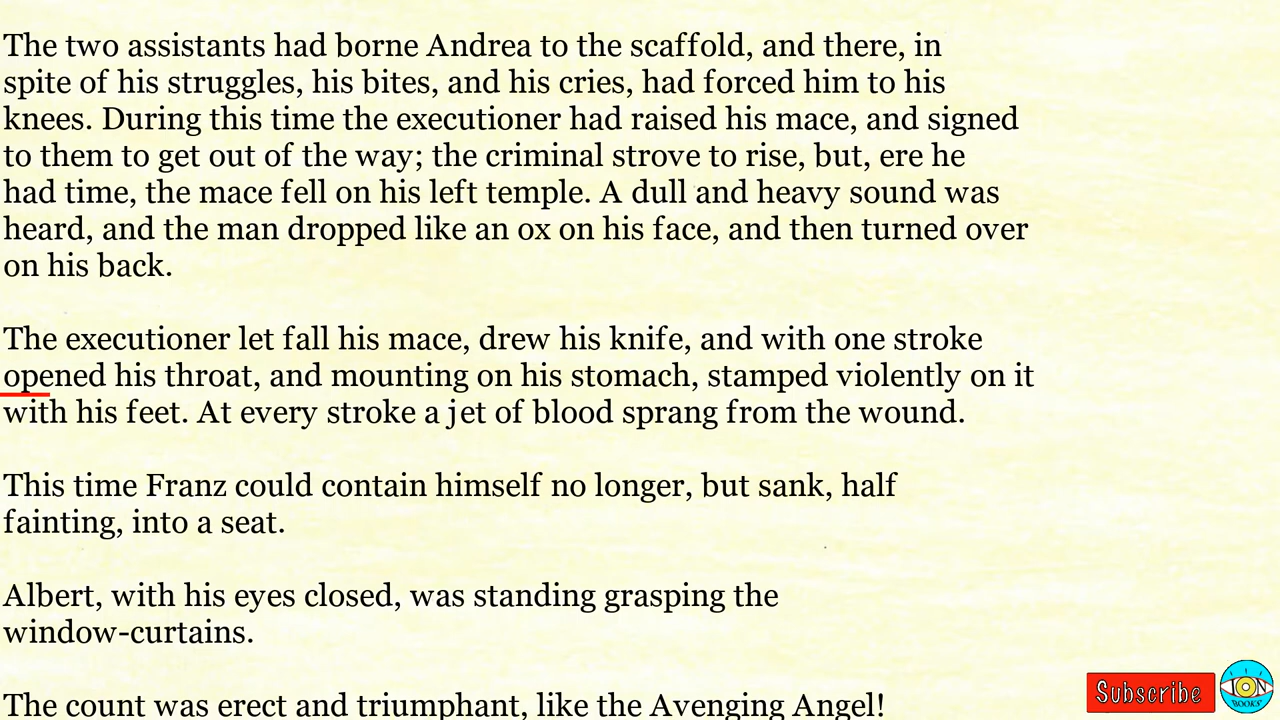 The two assistants had borne Andrea to the scaffold, and there, in
spite of his struggles, his bites, and his cries, had forced him to his
knees. During this time the executioner had raised his mace, and signed
to them to get out of the way; the criminal strove to rise, but, ere he
had time, the mace fell on his left temple. A dull and heavy sound was
heard, and the man dropped like an ox on his face, and then turned over
on his back.
The executioner let fall his mace, drew his knife, and with one stroke
opened his throat, and mounting on his stomach, stamped violently on it
with his feet. At every stroke a jet of blood sprang from the wound.
This time Franz could contain himself no longer, but sank, half
fainting, into a seat.
Albert, with his eyes closed, was standing grasping the
window-curtains.
The count was erect and triumphant, like the Avenging Angel!
Subscribe
ION
BOOKS